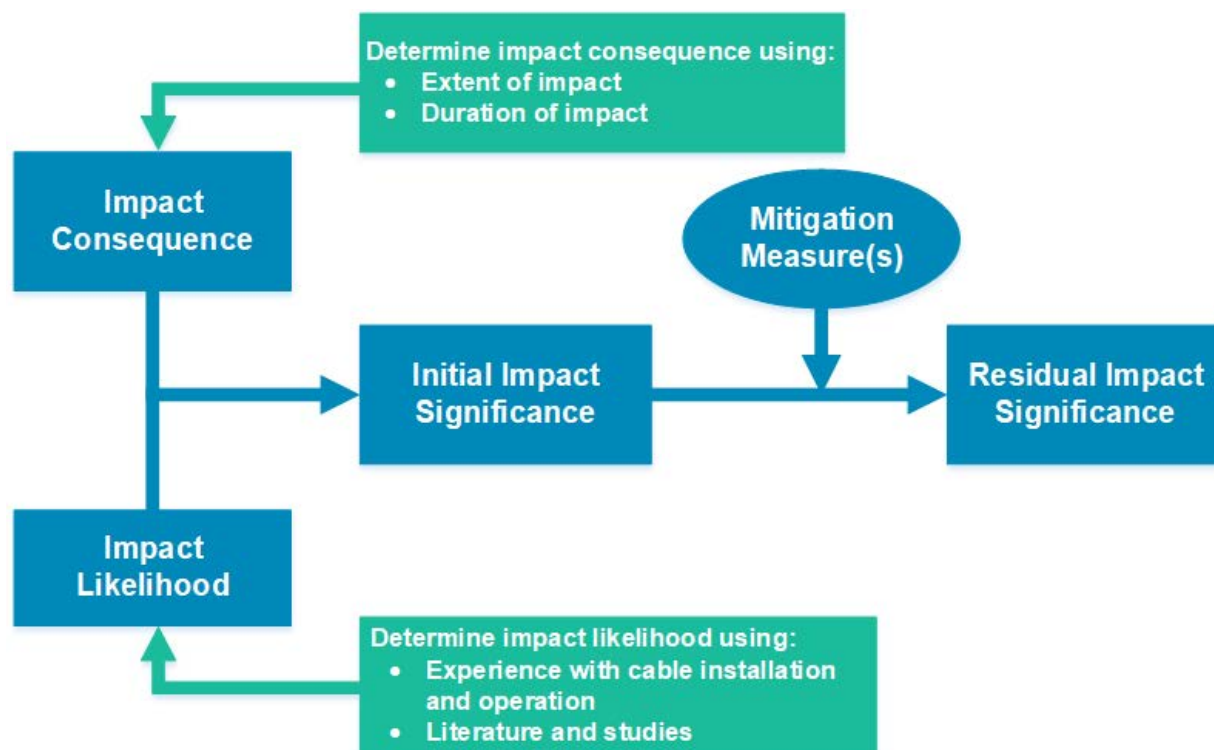 Determine impact consequence using:
• Extent of impact
• Duration of impact
Impact
Consequence
Mitigation
Measure(s)
Initial Impact
Significance
Residual Impact
Significance
Impact
Likelihood
Determine impact likelihood using:
• Experience with cable installation
and operation
• Literature and studies